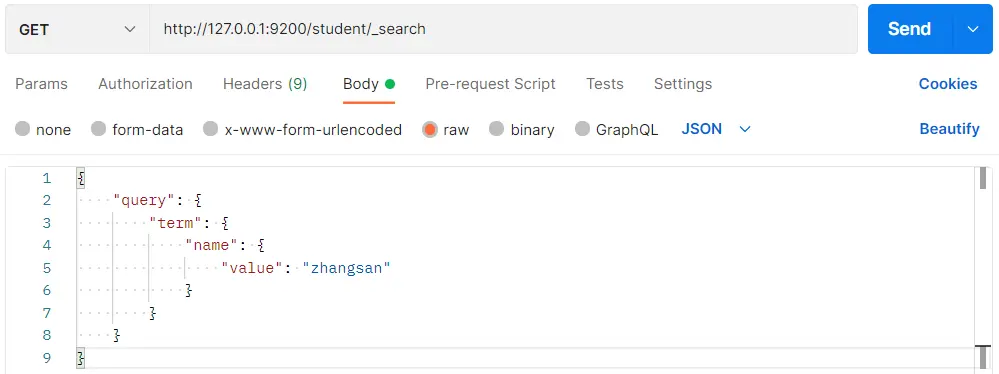 GET http://127.0.0.1:9200/student/_search Send
Params Authorization Headers (9) Body Pre-request Script Tests Settings Cookies
none form-data x-www-form-urlencoded raw binary GraphQL JSON Beautify
1 {
2 "query": {
3 "term": {
4 "name": {
5 "value": "zhangsan"
6 }
7 }
8 }
9 }